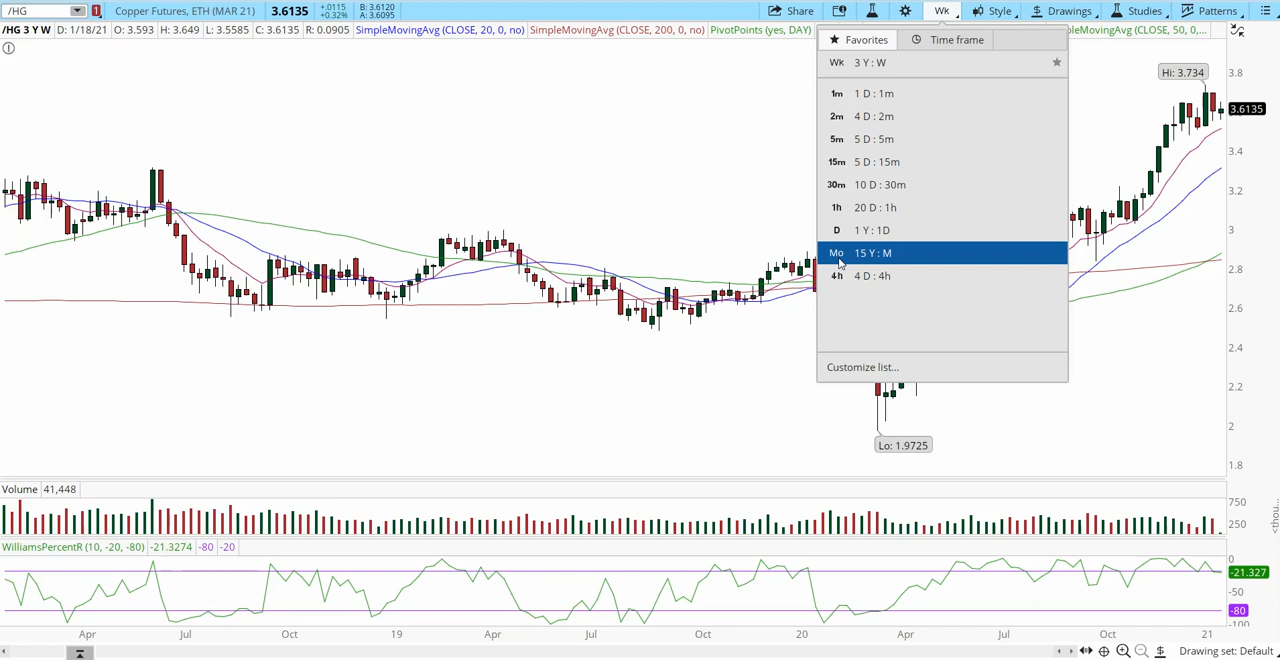 /HG 1 Copper Futures, ETH (MAR 21) 3.6135 +.0115 +0.32% B: 3.6120 A: 3.6095 Share Wk Style Drawings Studies Patterns
/HG 3 Y W D: 1/18/21 O: 3.593 H: 3.649 C: 3.6135 R: 0.0905 SimpleMovingAvg (CLOSE, 20, 0, no) SimpleMovingAvg (CLOSE, 200, 0, no) PivotPoints (yes, DAY) pleMovingAvg (CLOSE, 50, 0,...
Favorites Time frame
Wk 3 Y : W
1m 1 D : 1m
2m 4 D : 2m
5m 5 D : 5m
15m 5 D : 15m
30m 10 D : 30m
1h 20 D : 1h
D 1 Y : 1D
Mo 15 Y : M
4h 4 D : 4h
Customize list...
Hi: 3.734
Lo: 1.9725
3.8
3.6135
3.4
3.2
3
2.8
2.6
2.4
2.2
2
1.8
Volume 41,448
750
250
<thou...
WilliamsPercentR (10, -20, -80) -21.3274 -80 -20
0
-21.327
-50
-80
-100
Apr Jul Oct 19 Apr Jul Oct 20 Apr Jul Oct 21
Drawing set: Default